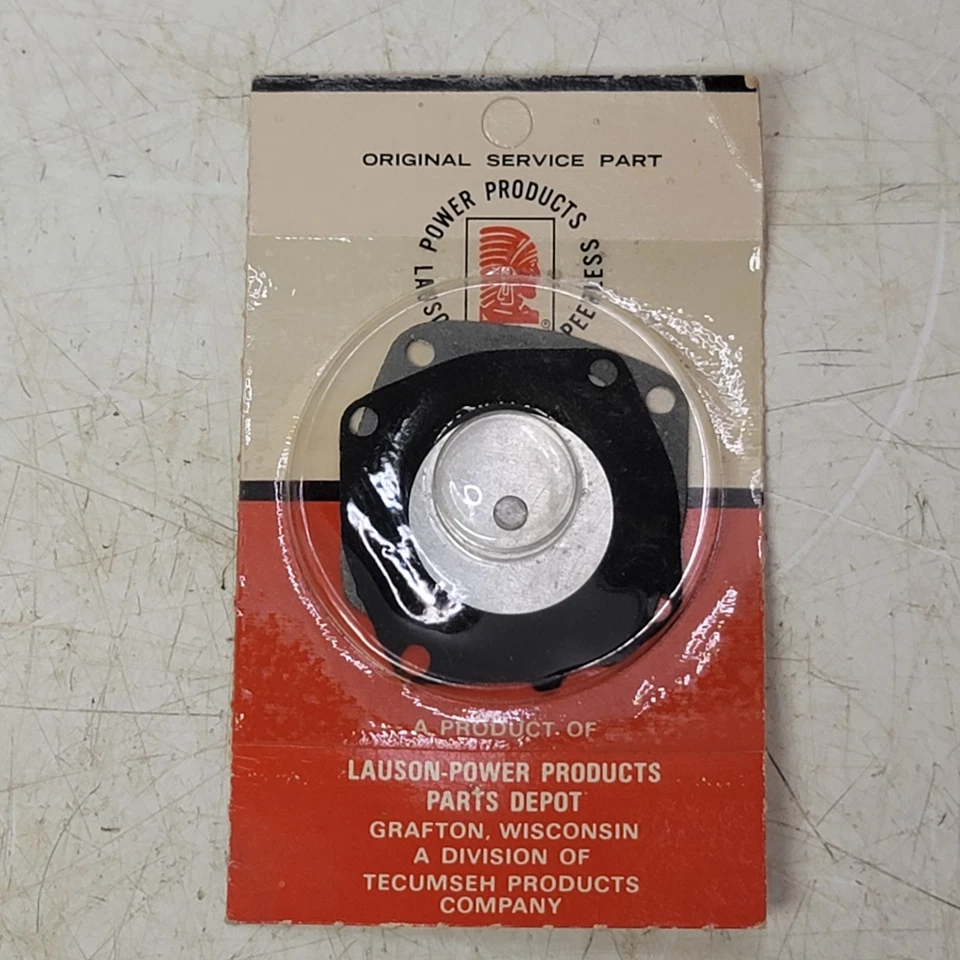 ORIGINAL SERVICE PART
POWER PRODUCTS
A PRODUCT OF
LAUSON-POWER PRODUCTS
PARTS DEPOT
GRAFTON, WISCONSIN
A DIVISION OF
TECUMSEH PRODUCTS
COMPANY